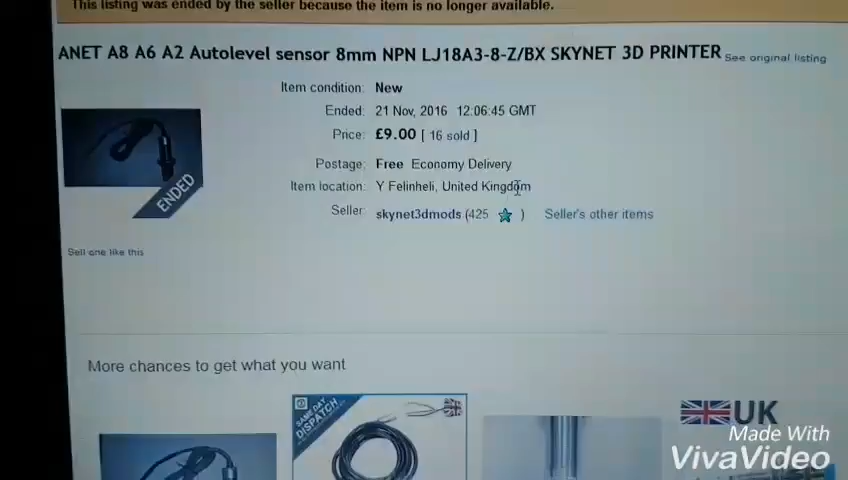 This listing was ended by the seller because the item is no longer available.
ANET A8 A6 A2 Autolevel sensor 8mm NPN LJ18A3-8-Z/BX SKYNET 3D PRINTER See original listing
Item condition: New
Ended: 21 Nov, 2016 12:06:45 GMT
Price: £9.00 [ 16 sold ]
Postage: Free Economy Delivery
Item location: Y Felinheli, United Kingdom
Seller: skynet3dmods (425 ) Seller's other items
ENDED
Sell one like this
More chances to get what you want
SAME DAY
DISPATCH
UK
Made With
VivaVideo